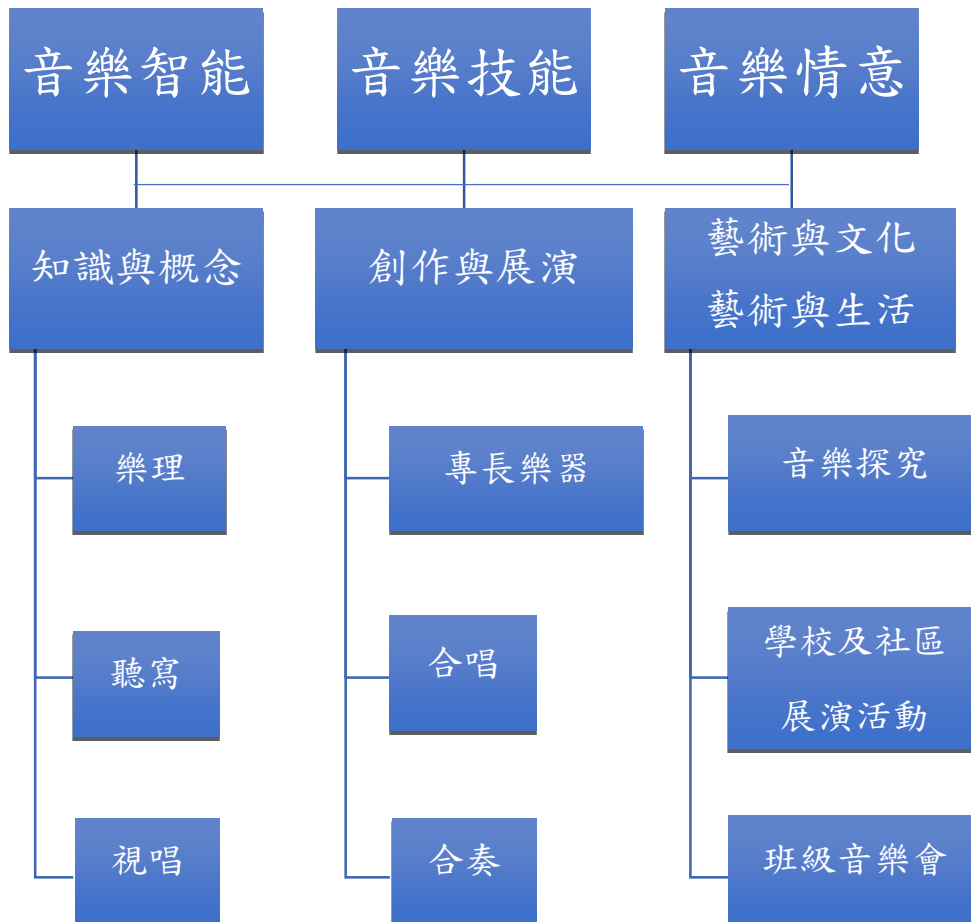 音樂智能
音樂技能
音樂情意
知識與概念
創作與展演
藝術與文化
藝術與生活
樂理
專長樂器
音樂探究
聽寫
合唱
學校及社區
展演活動
視唱
合奏
班級音樂會